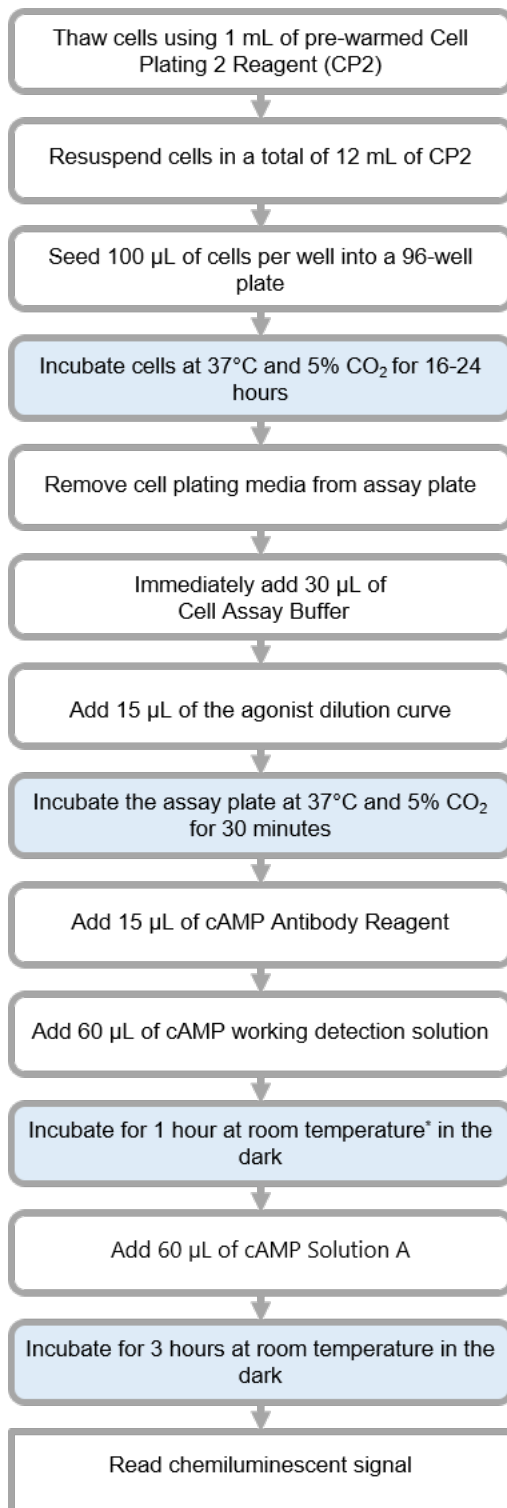 Thaw cells using 1 mL of pre-warmed Cell
Plating 2 Reagent (CP2)
Resuspend cells in a total of 12 mL of CP2
Seed 100 µL of cells per well into a 96-well
plate
Incubate cells at 37°C and 5% CO₂ for 16-24
hours
Remove cell plating media from assay plate
Immediately add 30 µL of
Cell Assay Buffer
Add 15 µL of the agonist dilution curve
Incubate the assay plate at 37°C and 5% CO₂
for 30 minutes
Add 15 µL of cAMP Antibody Reagent
Add 60 µL of cAMP working detection solution
Incubate for 1 hour at room temperature* in the
dark
Add 60 µL of cAMP Solution A
Incubate for 3 hours at room temperature in the
dark
Read chemiluminescent signal